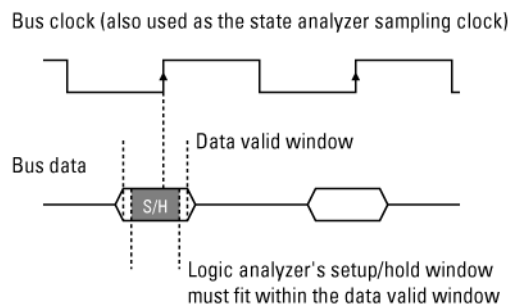 Bus clock (also used as the state analyzer sampling clock)
Data valid window
Bus data
S/H
Logic analyzer's setup/hold window
must fit within the data valid window